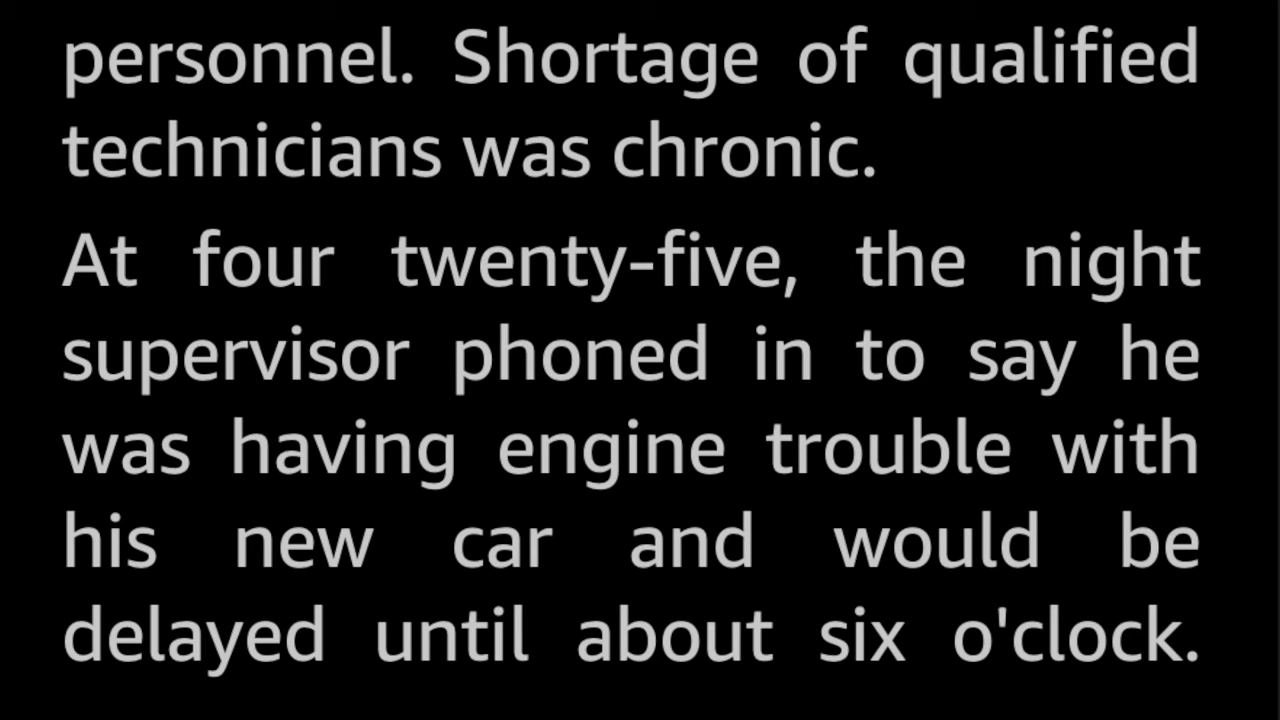 personnel. Shortage of qualified
technicians was chronic.
At four twenty-five, the night
supervisor phoned in to say he
was having engine trouble with
his new car and would be
delayed until about six o'clock.